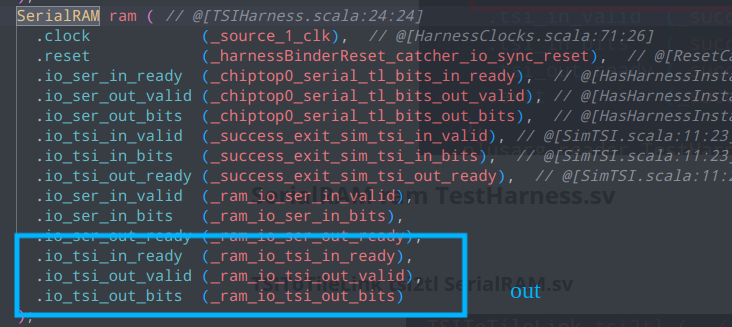 SerialRAM ram ( // @[TSIHarness.scala:24:24]
.clock (_source_1_clk), // @[HarnessClocks.scala:71:26]
.reset (_harnessBinderReset_catcher_io_sync_reset), // @[ResetCa
.io_ser_in_ready (_chiptop0_serial_tl_bits_in_ready), // @[HasHarnessInsta
.io_ser_out_valid (_chiptop0_serial_tl_bits_out_valid), // @[HasHarnessInst
.io_ser_out_bits (_chiptop0_serial_tl_bits_out_bits), // @[HasHarnessInsta
.io_tsi_in_valid (_success_exit_sim_tsi_in_valid), // @[SimTSI.scala:11:23]
.io_tsi_in_bits (_success_exit_sim_tsi_in_bits), // @[SimTSI.scala:11:23]
.io_tsi_out_ready (_success_exit_sim_tsi_out_ready), // @[SimTSI.scala:11:2
.io_ser_in_valid (_ram_io_ser_in_valid),
.io_ser_in_bits (_ram_io_ser_in_bits),
.io_ser_out_ready (_ram_io_ser_out_ready),
.io_tsi_in_ready (_ram_io_tsi_in_ready),
.io_tsi_out_valid (_ram_io_tsi_out_valid),
.io_tsi_out_bits (_ram_io_tsi_out_bits)
out
);